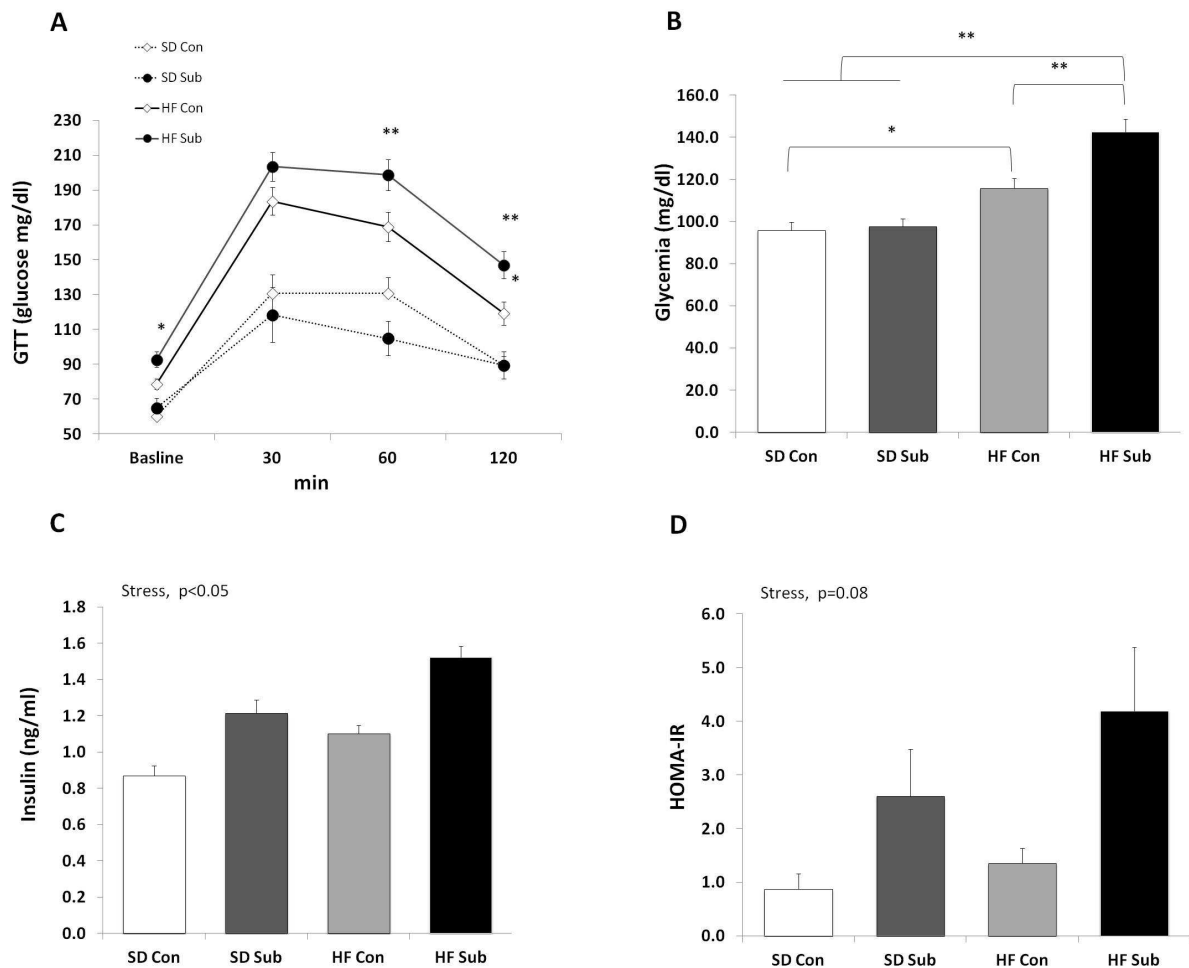 A
SD Con
SD Sub
HF Con
HF Sub
GTT (glucose mg/dl)
230
210
190
170
150
130
110
90
70
50
*
**
**
*
Basline
30
60
120
min
B
**
**
*
Glycemia (mg/dl)
160.0
140.0
120.0
100.0
80.0
60.0
40.0
20.0
0.0
SD Con
SD Sub
HF Con
HF Sub
C
Stress, p<0.05
Insulin (ng/ml)
1.8
1.6
1.4
1.2
1.0
0.8
0.6
0.4
0.2
0.0
SD Con
SD Sub
HF Con
HF Sub
D
Stress, p=0.08
HOMA-IR
6.0
5.0
4.0
3.0
2.0
1.0
0.0
SD Con
SD Sub
HF Con
HF Sub